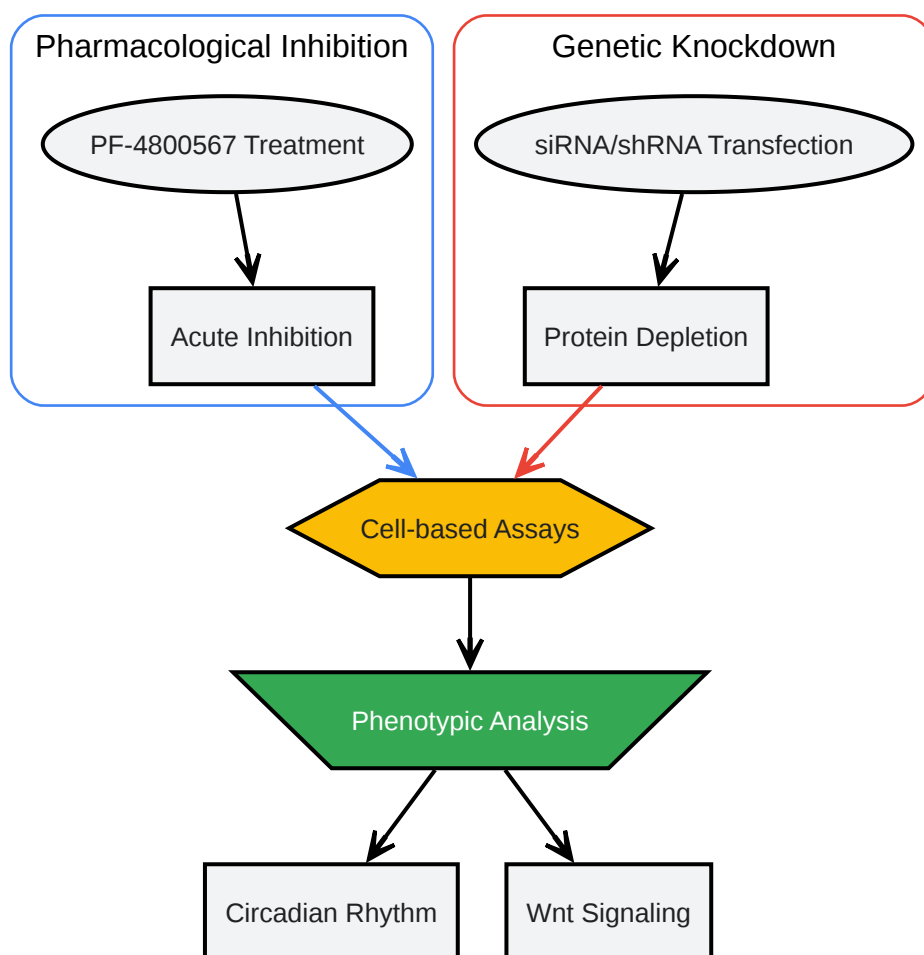 Pharmacological Inhibition
Genetic Knockdown
PF-4800567 Treatment
siRNA/shRNA Transfection
Acute Inhibition
Protein Depletion
Cell-based Assays
Phenotypic Analysis
Circadian Rhythm
Wnt Signaling